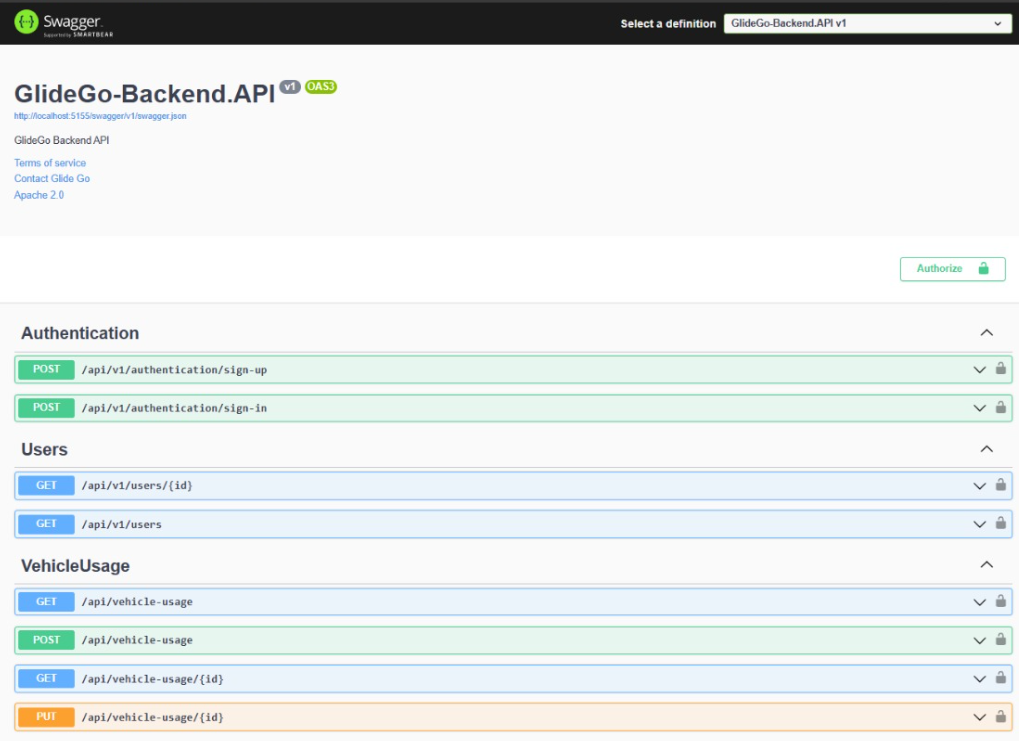 Swagger.
Supported by SMARTBEAR
Select a definition
GlideGo-Backend.API v1
GlideGo-Backend.API v1 OAS3
http://localhost:5155/swagger/v1/swagger.json
GlideGo Backend API
Terms of service
Contact Glide Go
Apache 2.0
Authorize
Authentication
POST /api/v1/authentication/sign-up
POST /api/v1/authentication/sign-in
Users
GET /api/v1/users/{id}
GET /api/v1/users
VehicleUsage
GET /api/vehicle-usage
POST /api/vehicle-usage
GET /api/vehicle-usage/{id}
PUT /api/vehicle-usage/{id}